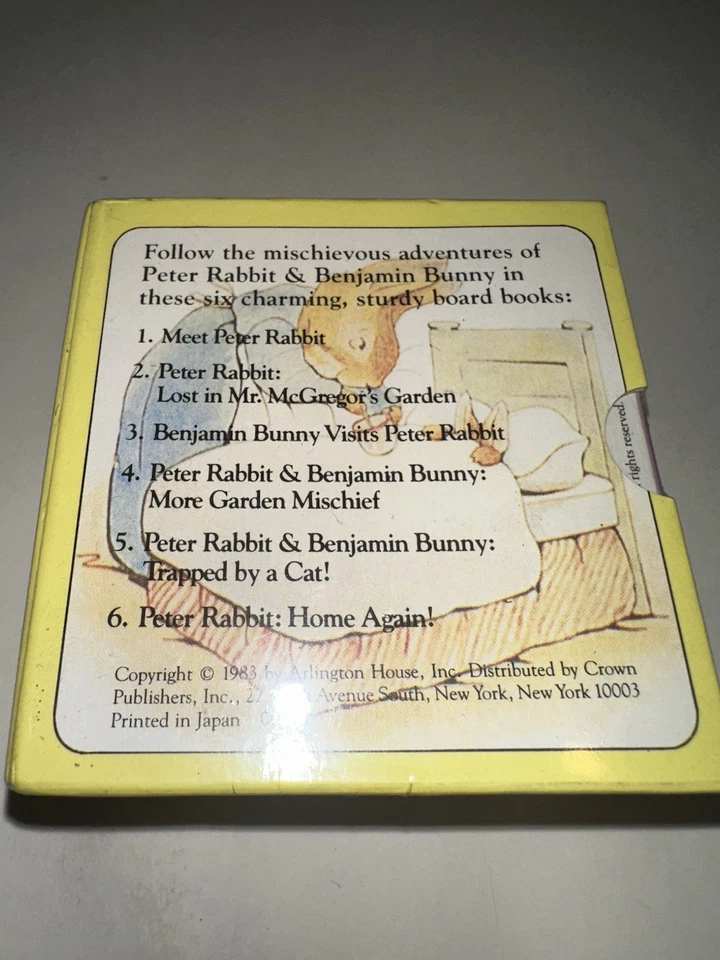 Follow the mischievous adventures of
Peter Rabbit & Benjamin Bunny in
these six charming, sturdy board books:
1. Meet Peter Rabbit
2. Peter Rabbit:
Lost in Mr. McGregor's Garden
3. Benjamin Bunny Visits Peter Rabbit
4. Peter Rabbit & Benjamin Bunny:
More Garden Mischief
5. Peter Rabbit & Benjamin Bunny:
Trapped by a Cat!
6. Peter Rabbit: Home Again!
Copyright © 1983 by Arlington House, Inc. Distributed by Crown
Publishers, Inc., Avenue South, New York, New York 10003
Printed in Japan
rights reserved.